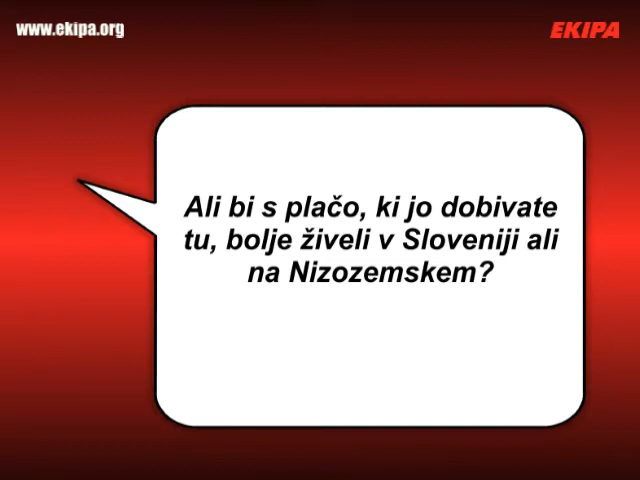 www.ekipa.org
EKIPA
Ali bi s plačo, ki jo dobivate
tu, bolje živeli v Sloveniji ali
na Nizozemskem?